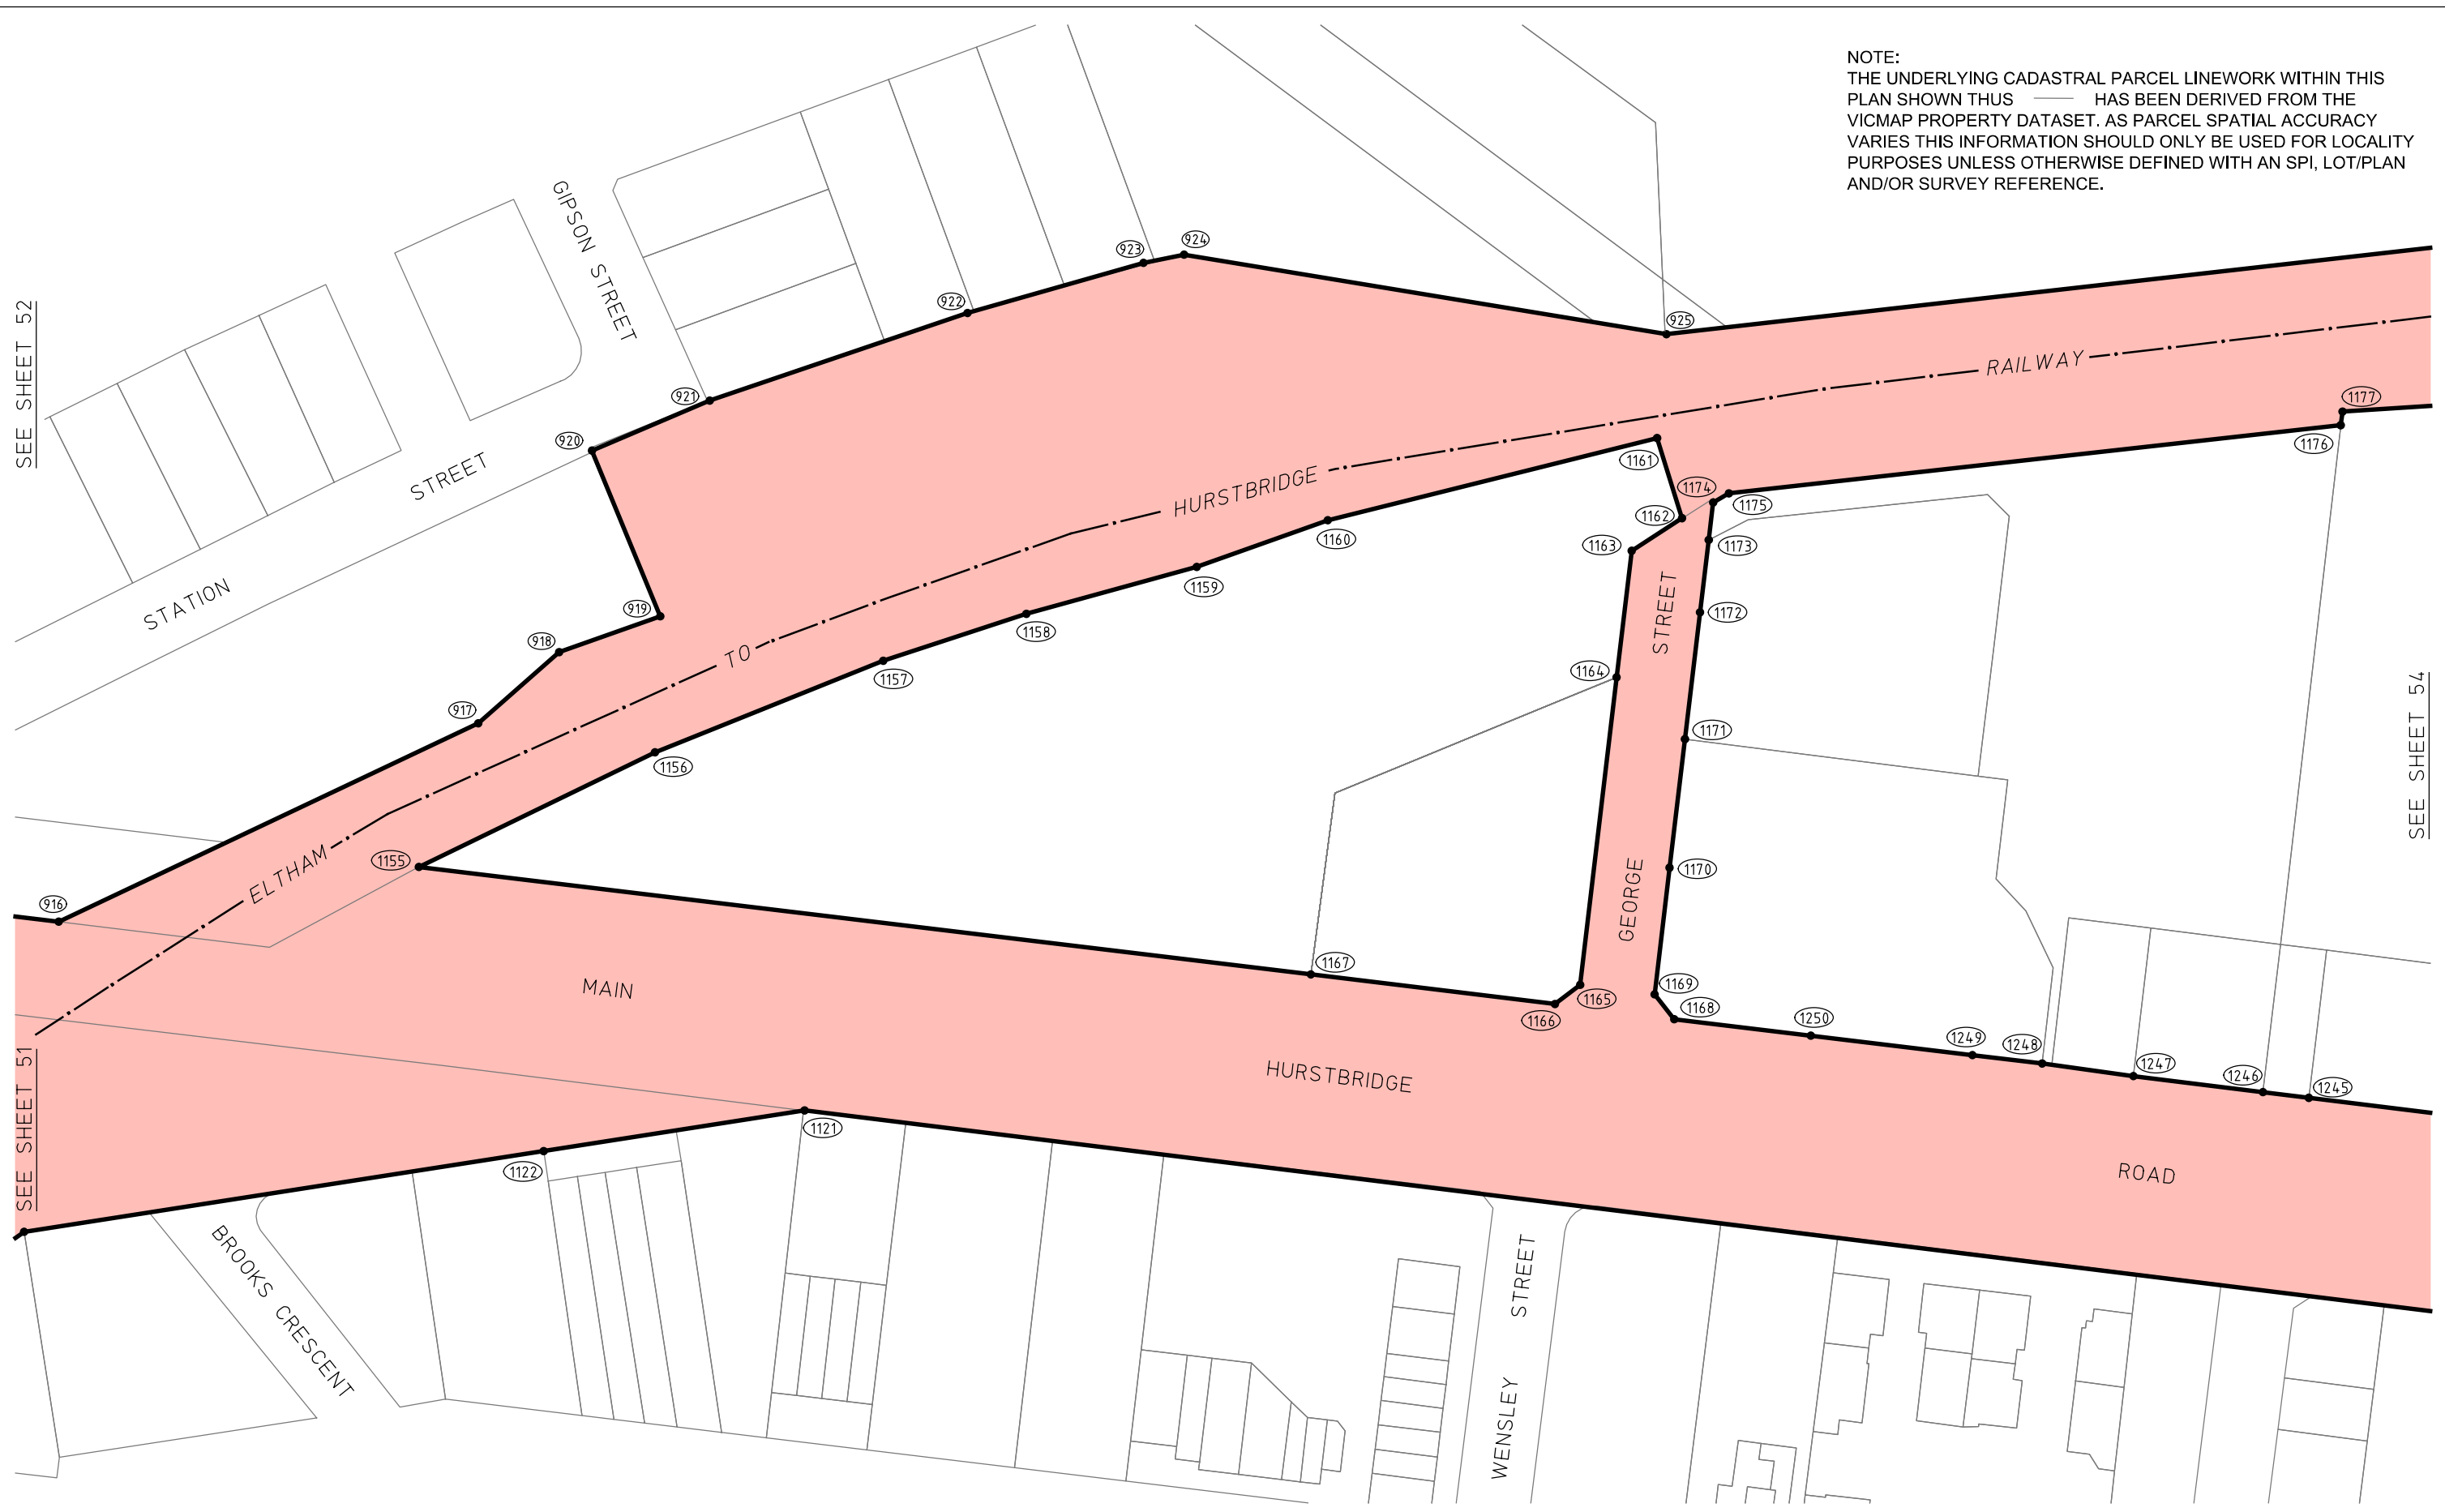 NOTE:
THE UNDERLYING CADASTRAL PARCEL LINEWORK WITHIN THIS
PLAN SHOWN THUS HAS BEEN DERIVED FROM THE
VICMAP PROPERTY DATASET. AS PARCEL SPATIAL ACCURACY
VARIES THIS INFORMATION SHOULD ONLY BE USED FOR LOCALITY
PURPOSES UNLESS OTHERWISE DEFINED WITH AN SPI, LOT/PLAN
AND/OR SURVEY REFERENCE.
SEE SHEET 52
GIPSON STREET
STATION STREET
924
923
922
925
921
920
919
918
917
916
ELTHAM TO HURSTBRIDGE RAILWAY
1177
1176
1161
1174
1175
1162
1160
1163
1173
1159
1172
1158
1157
1164
1171
1156
1155
1170
GEORGE STREET
SEE SHEET 54
1167
1169
1165
1166
1168
1250
1249
1248
1247
1246
1245
MAIN HURSTBRIDGE ROAD
SEE SHEET 51
1121
1122
BROOKS CRESCENT
WENSLEY STREET